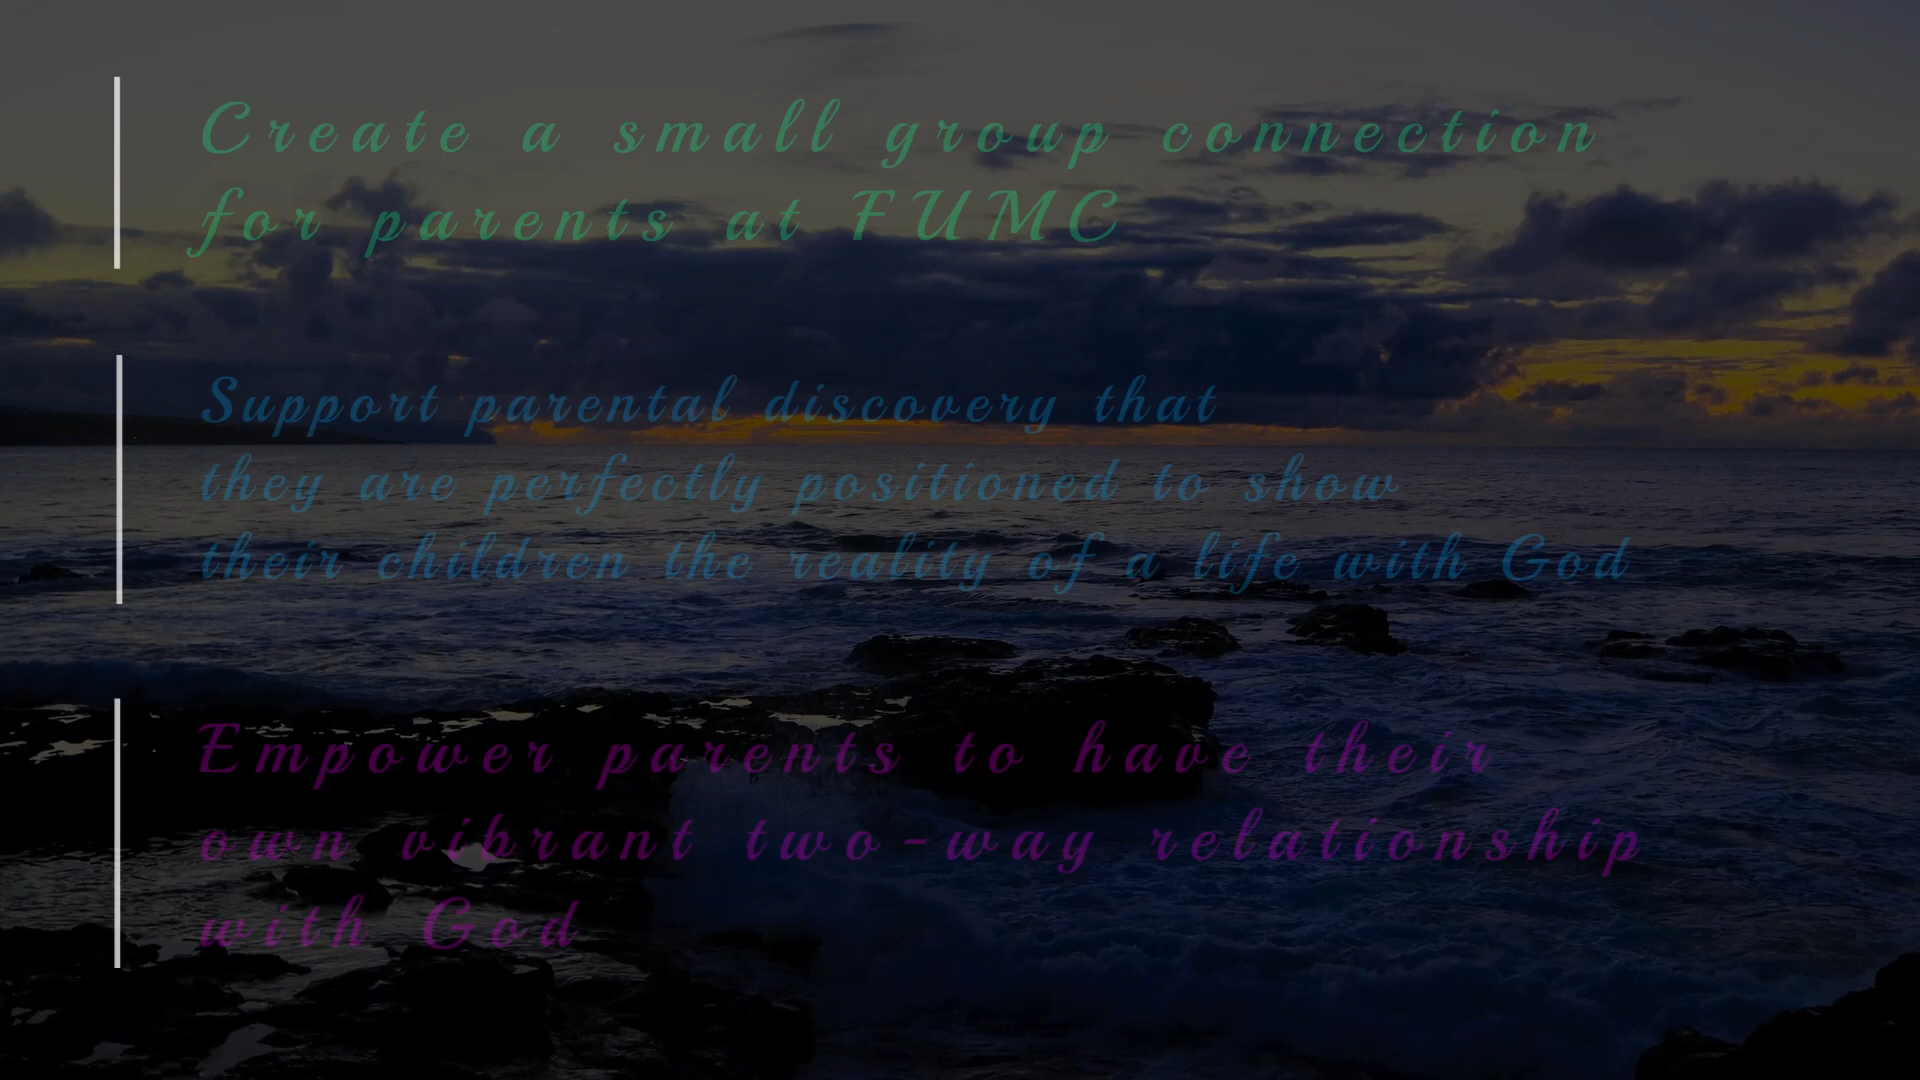 Create a small group connection
for parents at FUMC
Support parental discovery that
they are perfectly positioned to show
their children the reality of a life with God
Empower parents to have their
own vibrant two-way relationship
with God